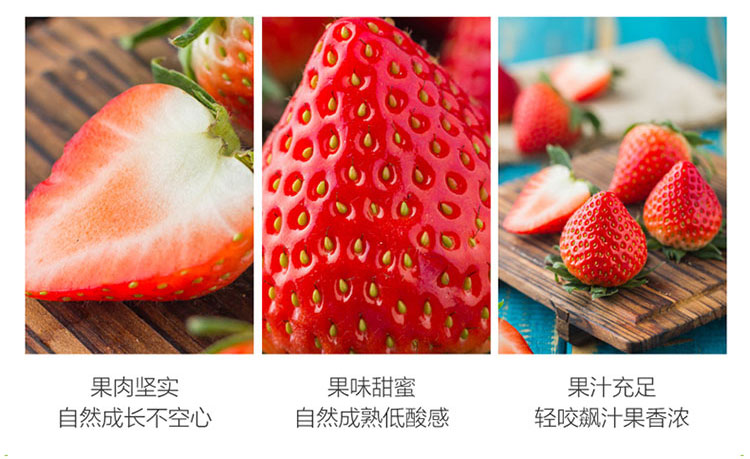 果肉坚实
自然成长不空心
果味甜蜜
自然成熟低酸感
果汁充足
轻咬飙汁果香浓